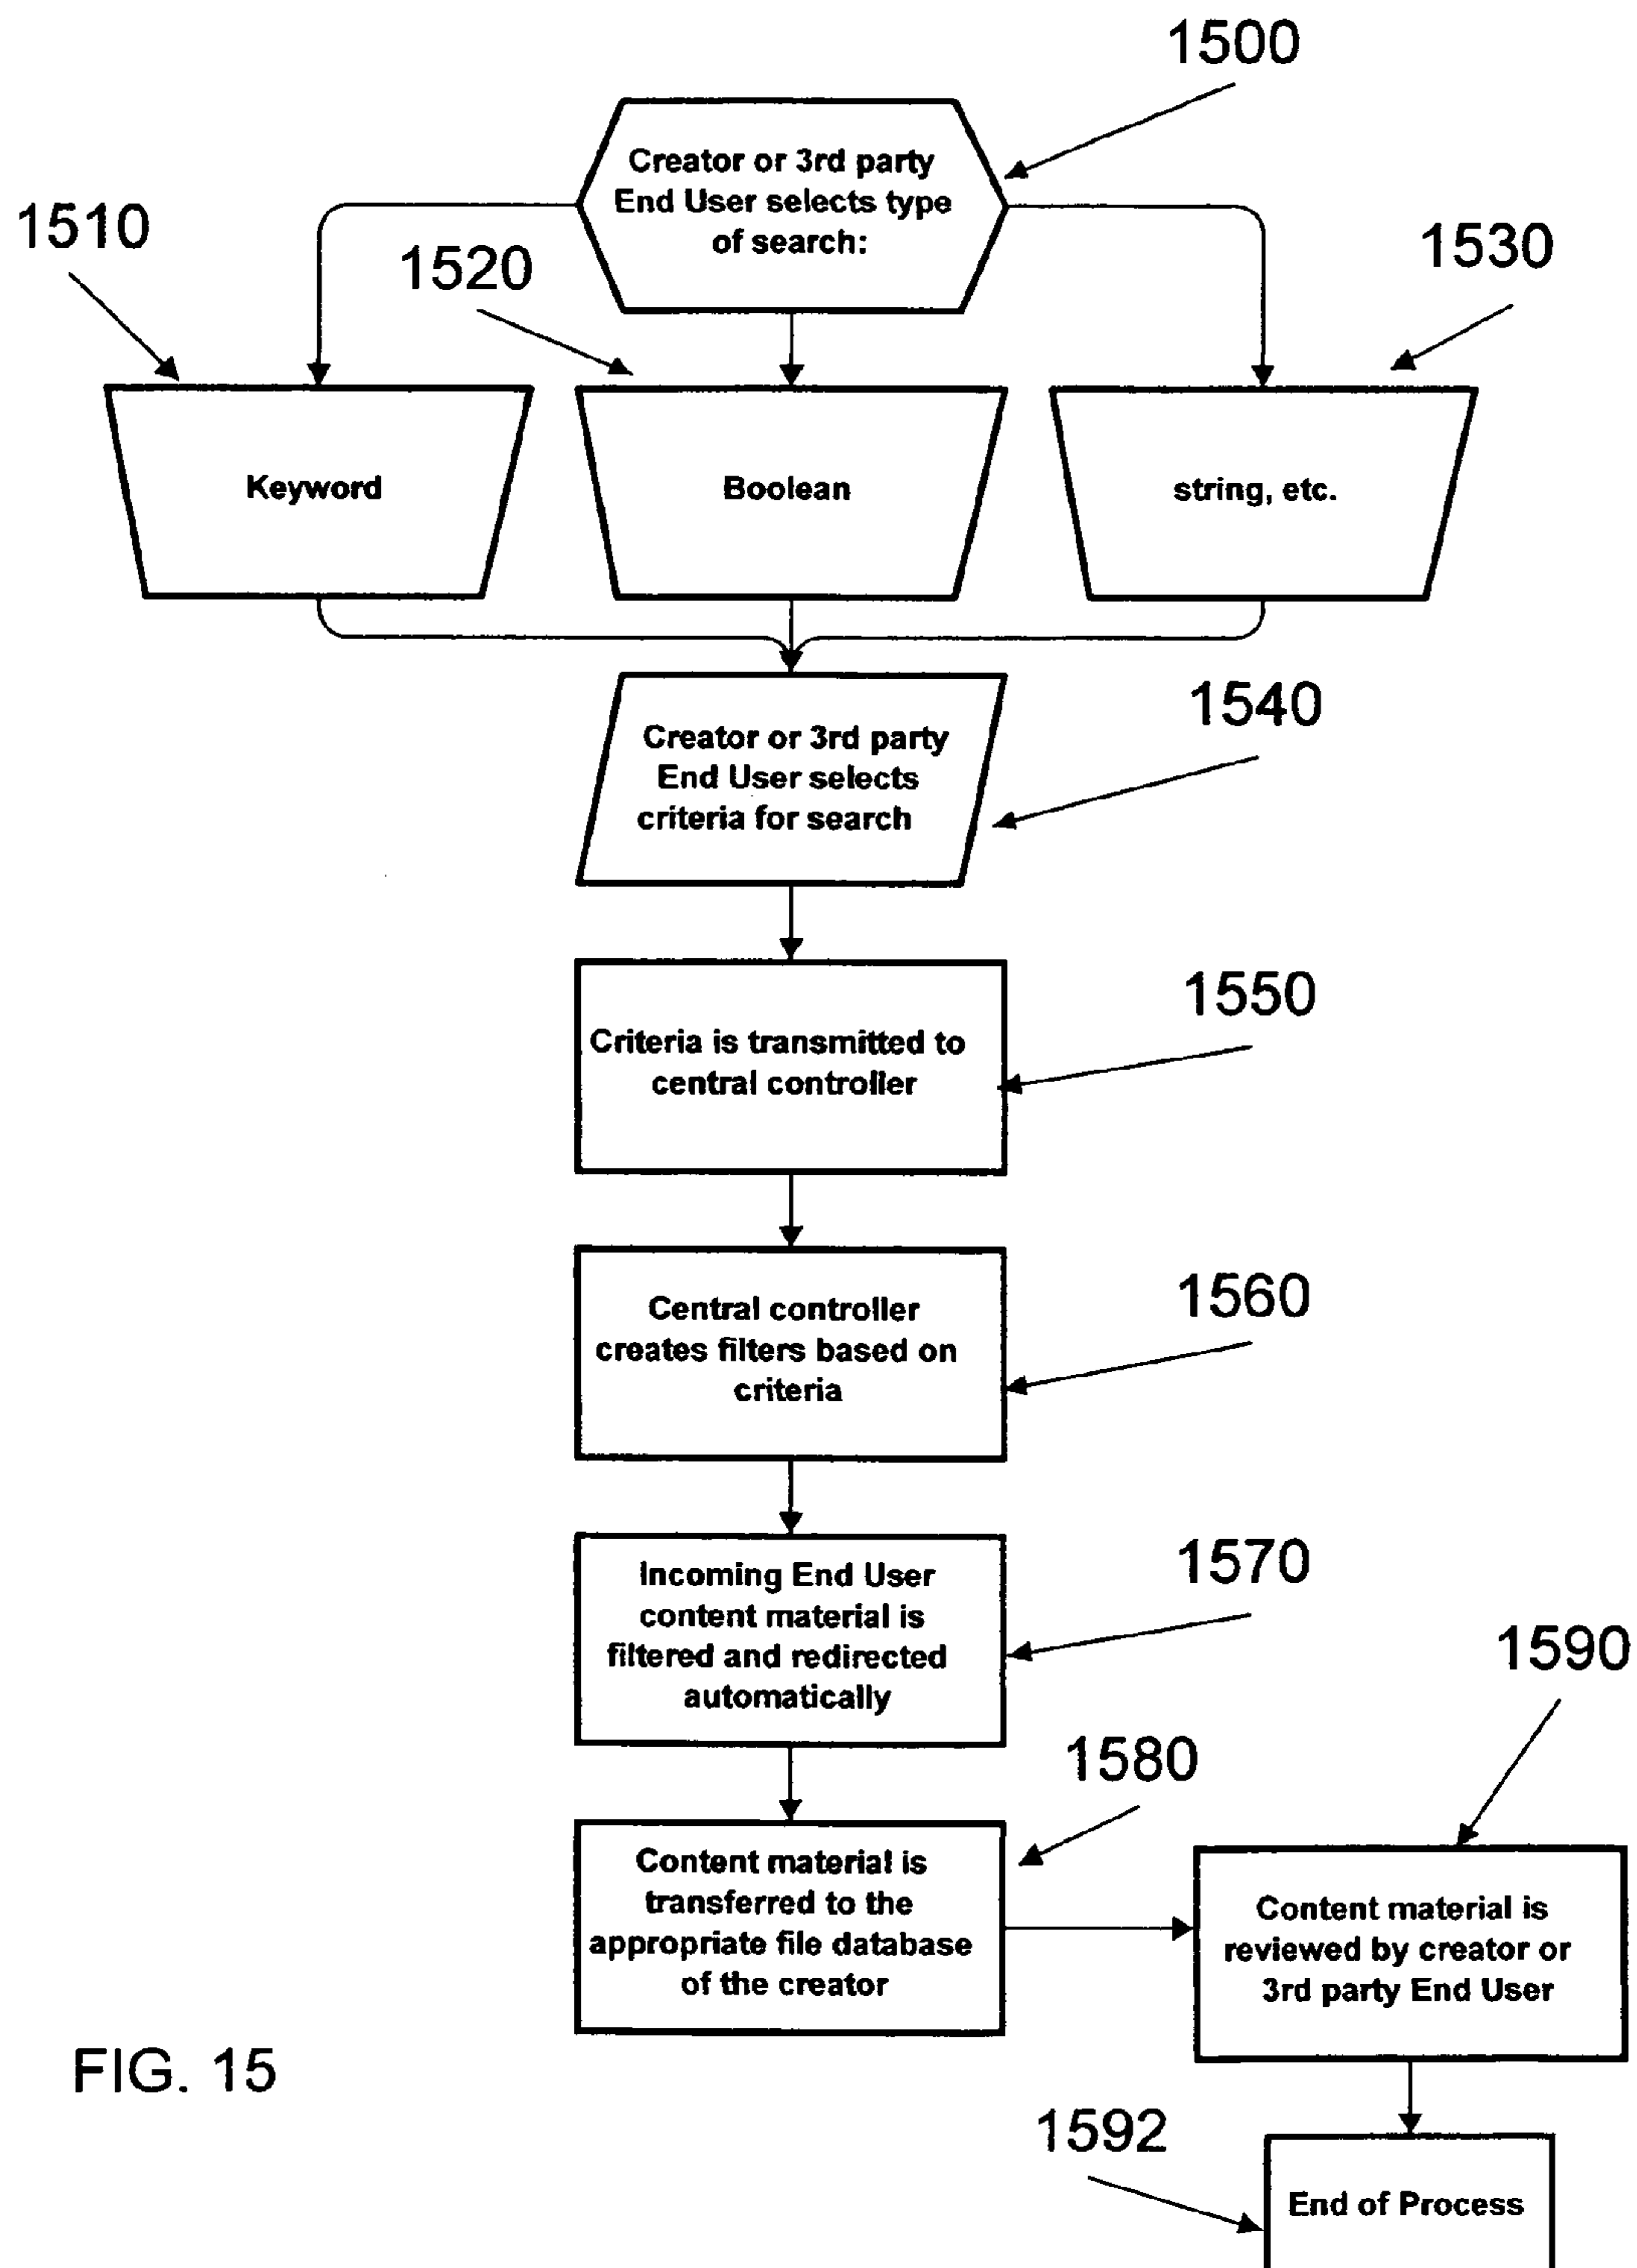 1500
Creator or 3rd party
End User selects type
of search:
1510
1520
1530
Keyword
Boolean
string, etc.
1540
Creator or 3rd party
End User selects
criteria for search
1550
Criteria is transmitted to
central controller
1560
Central controller
creates filters based on
criteria
1570
Incoming End User
content material is
filtered and redirected
automatically
1580
1590
Content material is
transferred to the
appropriate file database
of the creator
Content material is
reviewed by creator or
3rd party End User
FIG. 15
1592
End of Process